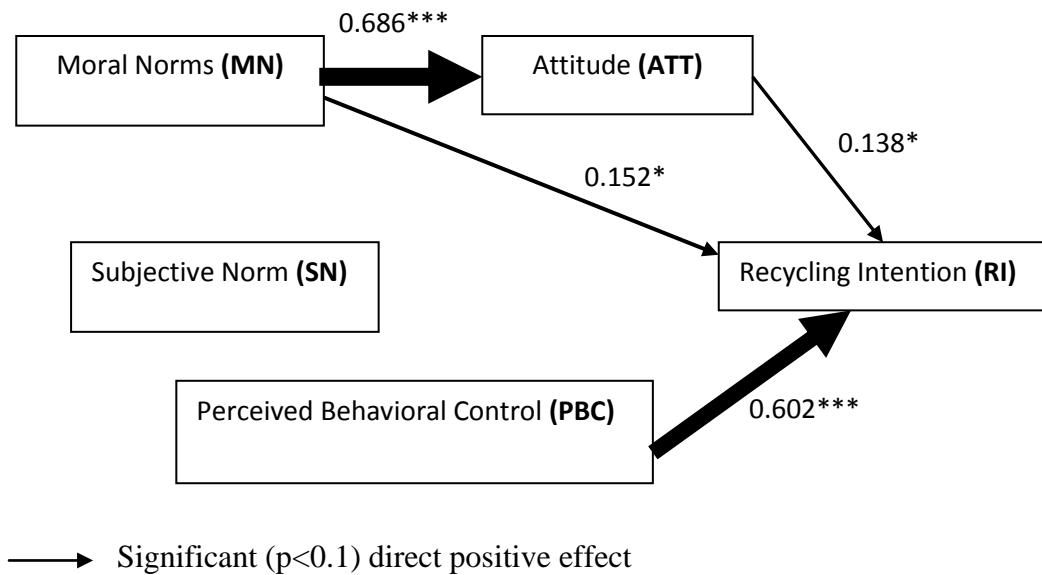 0.686***
Moral Norms (MN)
Attitude (ATT)
0.138*
0.152*
Subjective Norm (SN)
Recycling Intention (RI)
Perceived Behavioral Control (PBC)
0.602***
Significant (p<0.1) direct positive effect